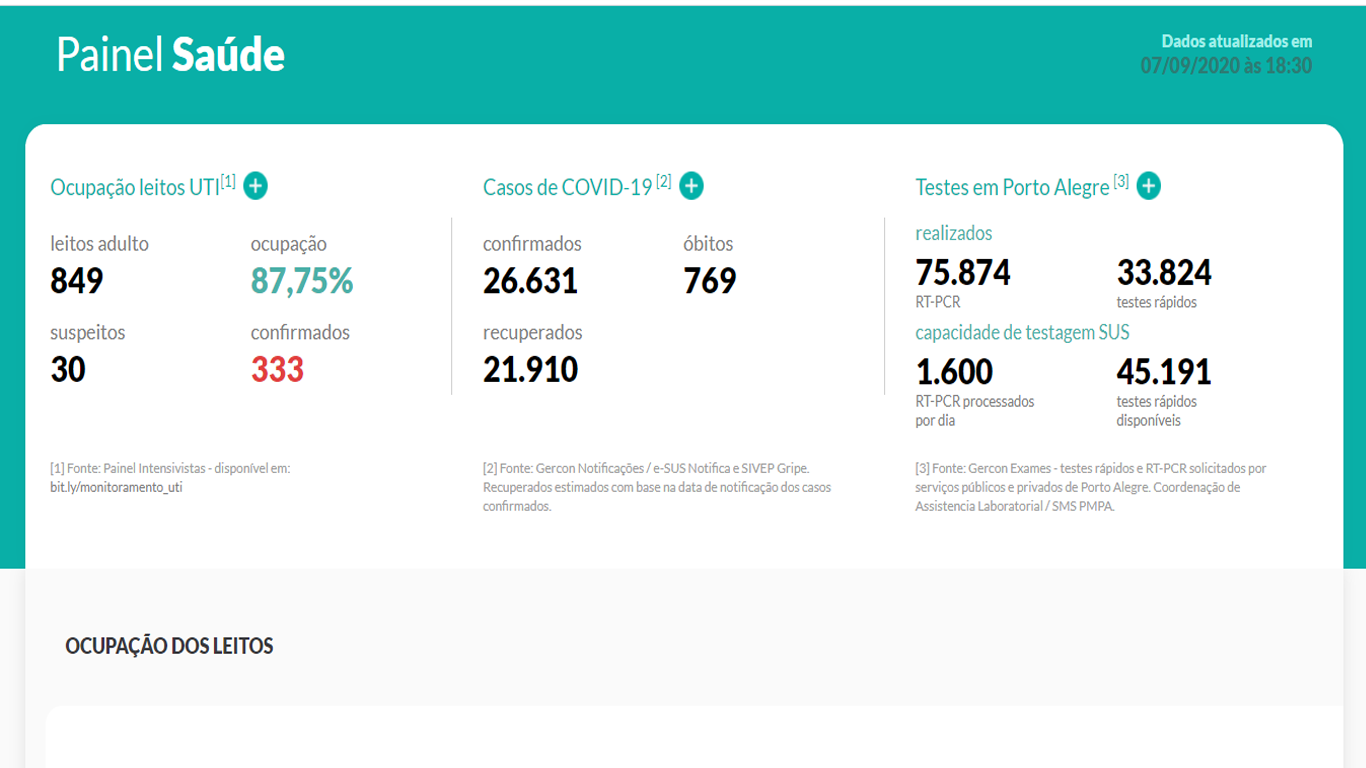 Painel Saúde
Dados atualizados em
07/09/2020 às 18:30
Ocupação leitos UTI[1] +
leitos adulto
849
ocupação
87,75%
suspeitos
30
confirmados
333
[1] Fonte: Painel Intensivistas - disponível em:
bit.ly/monitoramento_uti
Casos de COVID-19 [2] +
confirmados
26.631
óbitos
769
recuperados
21.910
[2] Fonte: Gercon Notificações / e-SUS Notifica e SIVEP Gripe.
Recuperados estimados com base na data de notificação dos casos
confirmados.
Testes em Porto Alegre [3] +
realizados
75.874
RT-PCR
33.824
testes rápidos
capacidade de testagem SUS
1.600
RT-PCR processados
por dia
45.191
testes rápidos
disponíveis
[3] Fonte: Gercon Exames - testes rápidos e RT-PCR solicitados por
serviços públicos e privados de Porto Alegre. Coordenação de
Assistencia Laboratorial / SMS PMPA.
OCUPAÇÃO DOS LEITOS